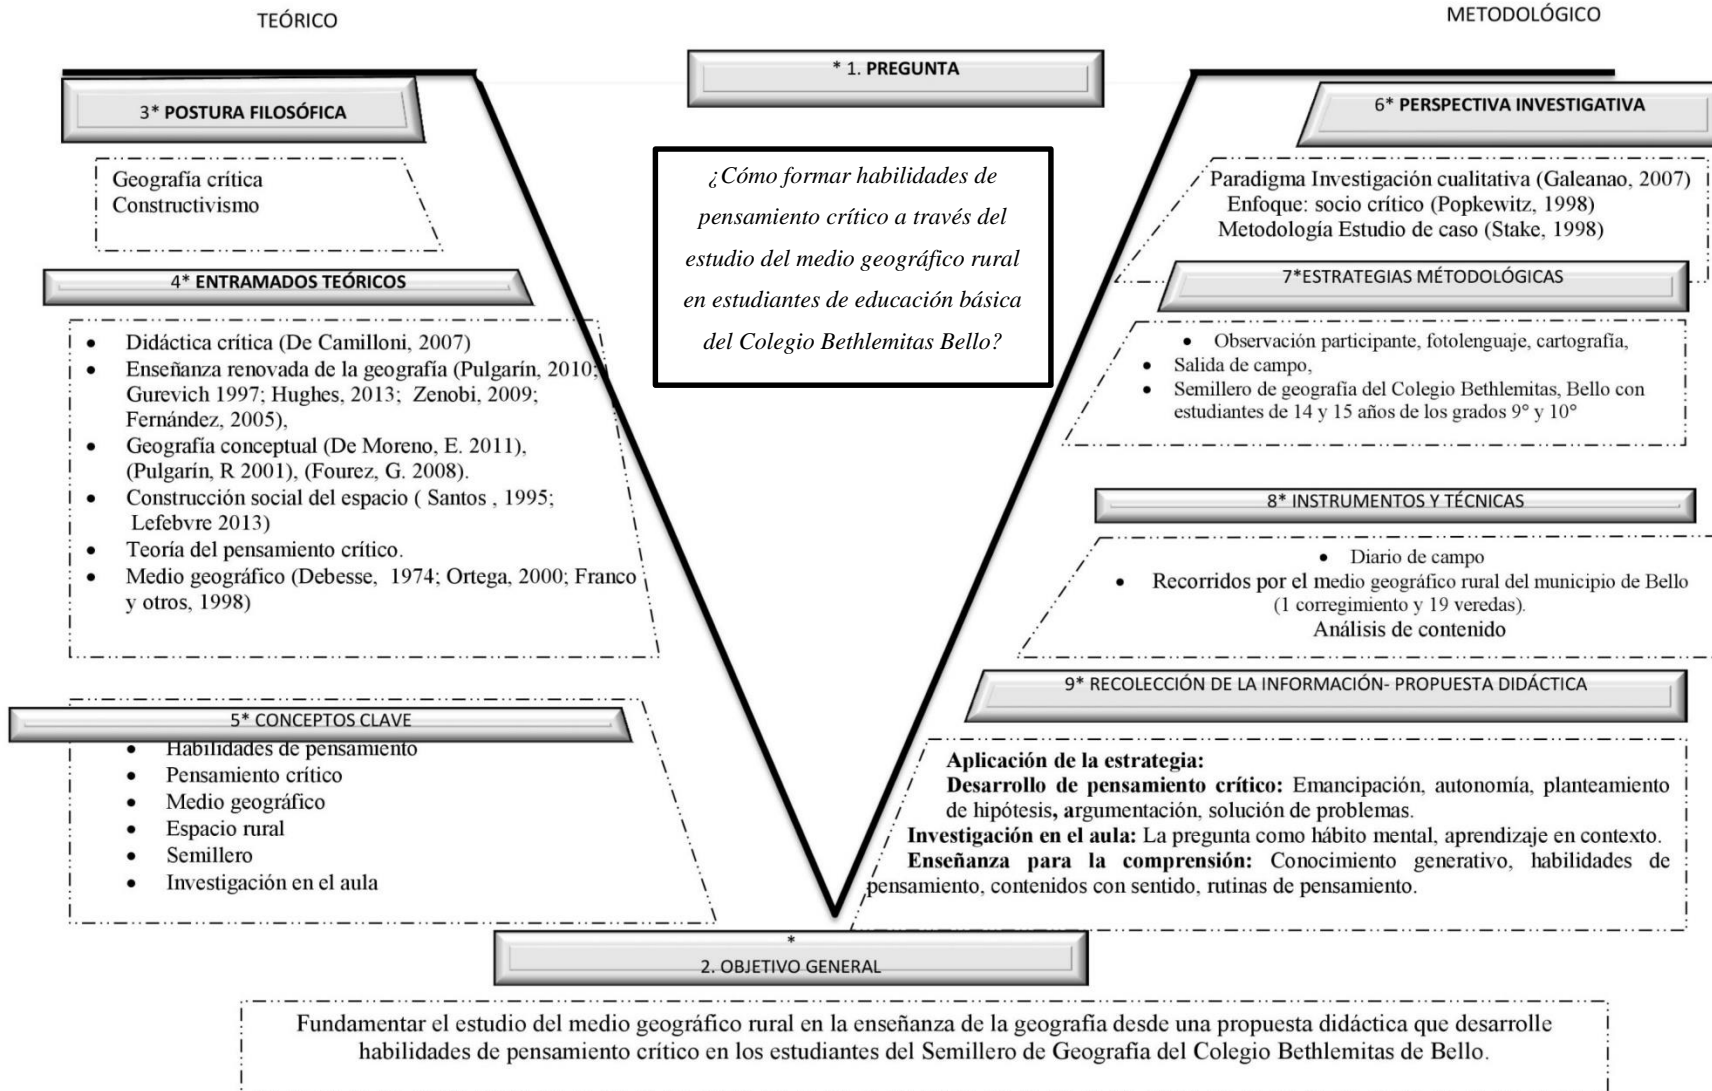 TEÓRICO
METODOLÓGICO
* 1. PREGUNTA
¿Cómo formar habilidades de
pensamiento crítico a través del
estudio del medio geográfico rural
en estudiantes de educación básica
del Colegio Bethlemitas Bello?
3* POSTURA FILOSÓFICA
Geografía crítica
Constructivismo
4* ENTRAMADOS TEÓRICOS
• Didáctica crítica (De Camilloni, 2007)
• Enseñanza renovada de la geografía (Pulgarín, 2010;
Gurevich 1997; Hughes, 2013; Zenobi, 2009;
Fernández, 2005),
• Geografía conceptual (De Moreno, E. 2011),
(Pulgarín, R 2001), (Fourez, G. 2008).
• Construcción social del espacio ( Santos , 1995;
Lefebvre 2013)
• Teoría del pensamiento crítico.
• Medio geográfico (Debesse, 1974; Ortega, 2000; Franco
y otros, 1998)
5* CONCEPTOS CLAVE
• Habilidades de pensamiento
• Pensamiento crítico
• Medio geográfico
• Espacio rural
• Semillero
• Investigación en el aula
6* PERSPECTIVA INVESTIGATIVA
Paradigma Investigación cualitativa (Galeanao, 2007)
Enfoque: socio crítico (Popkewitz, 1998)
Metodología Estudio de caso (Stake, 1998)
7*ESTRATEGIAS MÉTODOLÓGICAS
• Observación participante, fotolenguaje, cartografía,
• Salida de campo,
• Semillero de geografía del Colegio Bethlemitas, Bello con
estudiantes de 14 y 15 años de los grados 9° y 10°
8* INSTRUMENTOS Y TÉCNICAS
• Diario de campo
• Recorridos por el medio geográfico rural del municipio de Bello
(1 corregimiento y 19 veredas).
Análisis de contenido
9* RECOLECCIÓN DE LA INFORMACIÓN- PROPUESTA DIDÁCTICA
Aplicación de la estrategia:
Desarrollo de pensamiento crítico: Emancipación, autonomía, planteamiento
de hipótesis, argumentación, solución de problemas.
Investigación en el aula: La pregunta como hábito mental, aprendizaje en contexto.
Enseñanza para la comprensión: Conocimiento generativo, habilidades de
pensamiento, contenidos con sentido, rutinas de pensamiento.
*
2. OBJETIVO GENERAL
Fundamentar el estudio del medio geográfico rural en la enseñanza de la geografía desde una propuesta didáctica que desarrolle
habilidades de pensamiento crítico en los estudiantes del Semillero de Geografía del Colegio Bethlemitas de Bello.